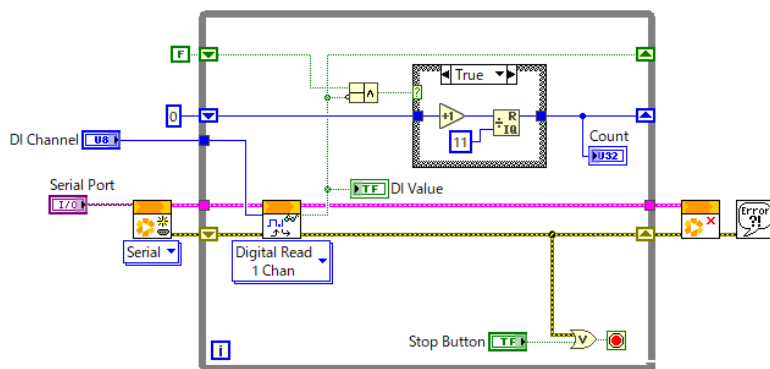 F
True
0
+1
R
IQ
11
Count
U32
DI Channel
U8
Serial Port
I/O
TF
DI Value
Serial
Digital Read
1 Chan
Error
?!
Stop Button
TF
V
i